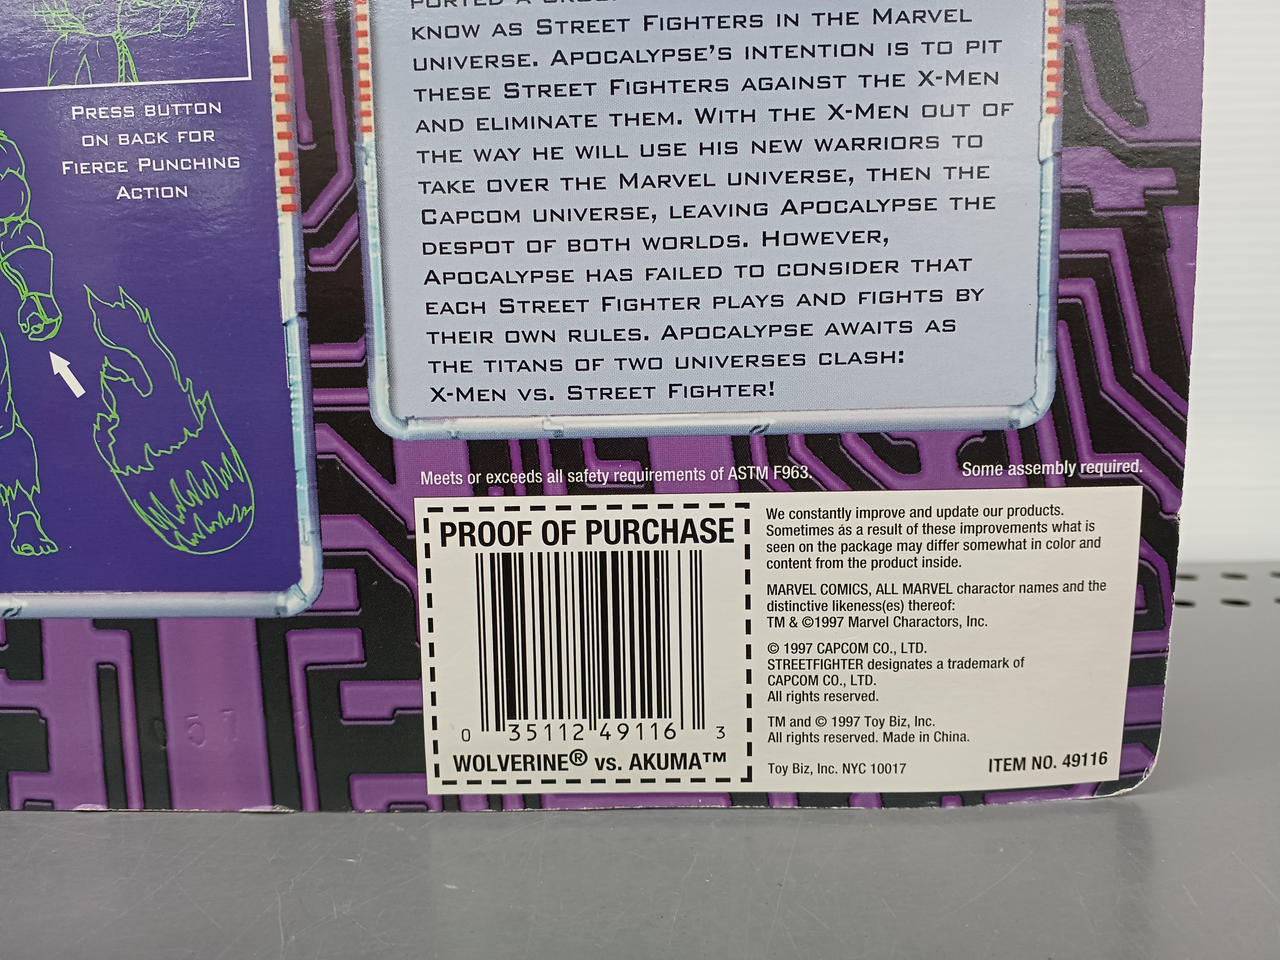 PRESS BUTTON
ON BACK FOR
FIERCE PUNCHING
ACTION
PORTED A
KNOW AS STREET FIGHTERS IN THE MARVEL
UNIVERSE. APOCALYPSE'S INTENTION IS TO PIT
THESE STREET FIGHTERS AGAINST THE X-MEN
AND ELIMINATE THEM. WITH THE X-MEN OUT OF
THE WAY HE WILL USE HIS NEW WARRIORS TO
TAKE OVER THE MARVEL UNIVERSE, THEN THE
CAPCOM UNIVERSE, LEAVING APOCALYPSE THE
DESPOT OF BOTH WORLDS. HOWEVER,
APOCALYPSE HAS FAILED TO CONSIDER THAT
EACH STREET FIGHTER PLAYS AND FIGHTS BY
THEIR OWN RULES. APOCALYPSE AWAITS AS
THE TITANS OF TWO UNIVERSES CLASH:
X-MEN VS. STREET FIGHTER!
Meets or exceeds all safety requirements of ASTM F963.
Some assembly required.
PROOF OF PURCHASE
0 35112 49116 3
WOLVERINE® vs. AKUMA™
We constantly improve and update our products.
Sometimes ás a result of these improvements what is
seen on the package may differ somewhat in color and
content from the product inside.
MARVEL COMICS, ALL MARVEL charactor names and the
distinctive likeness(es) thereof:
TM & ©1997 Marvel Charactors, Inc.
© 1997 CAPCOM CO., LTD.
STREETFIGHTER designates a trademark of
CAPCOM CO., LTD.
All rights reserved.
TM and © 1997 Toy Biz, Inc.
All rights reserved. Made in China.
Toy Biz, Inc. NYC 10017
ITEM NO. 49116